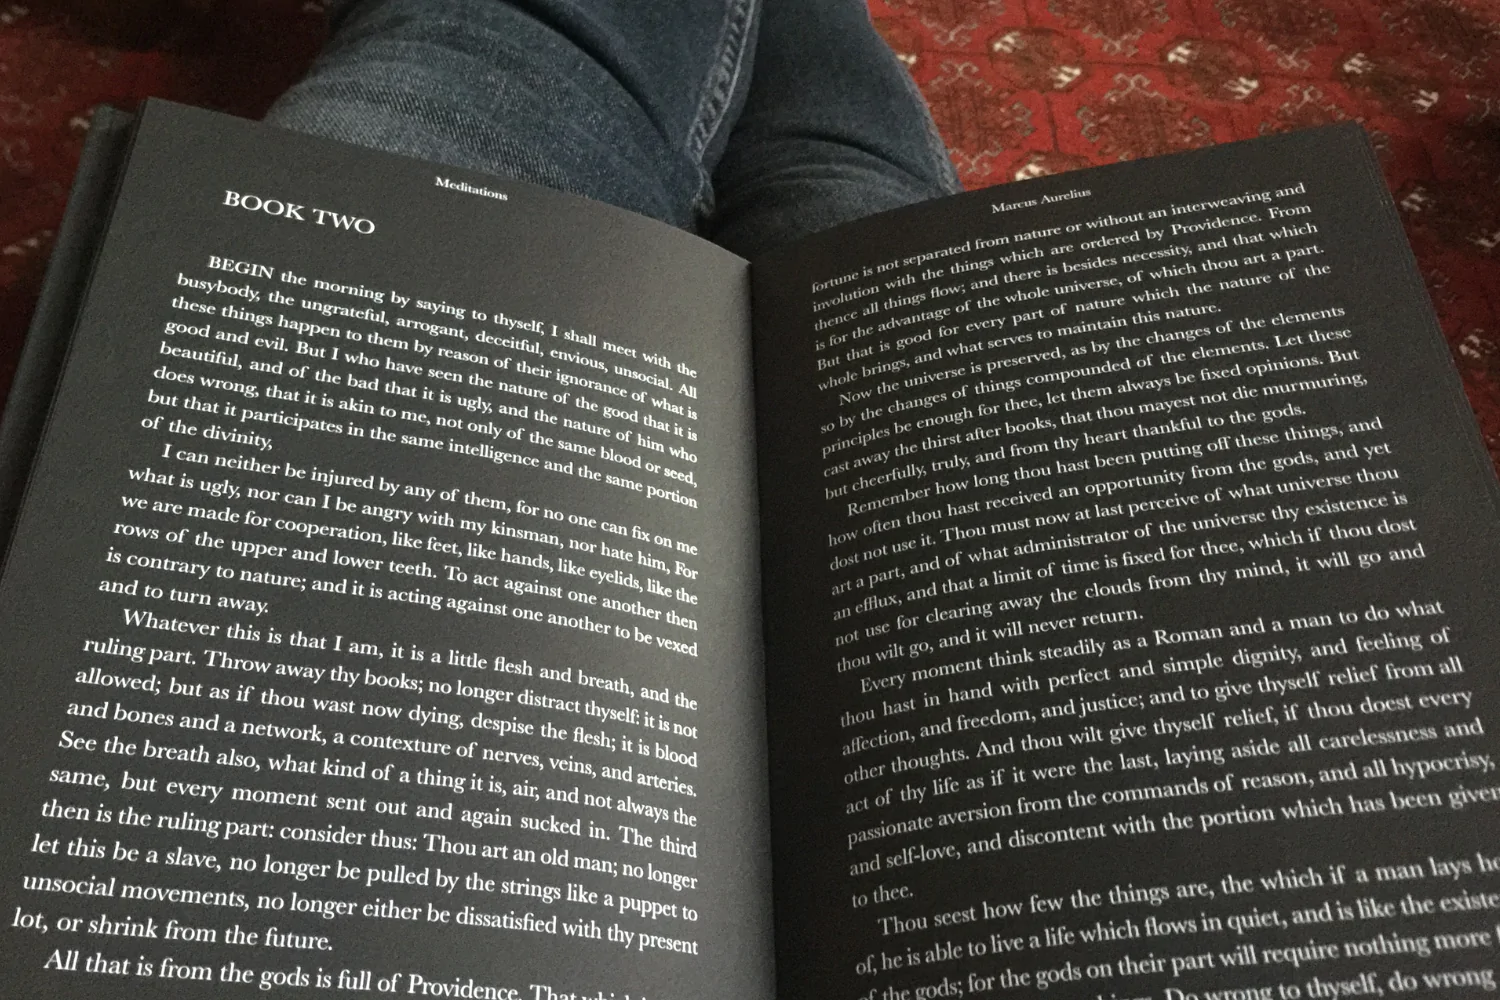 Meditations
BOOK TWO
BEGIN the morning by saying to thyself, I shall meet with the
busybody, the ungrateful, arrogant, deceitful, envious, unsocial. All
these things happen to them by reason of their ignorance of what is
good and evil. But I who have seen the nature of the good that it is
beautiful, and of the bad that it is ugly, and the nature of him who
does wrong, that it is akin to me, not only of the same blood or seed,
but that it participates in the same intelligence and the same portion
of the divinity,
I can neither be injured by any of them, for no one can fix on me
what is ugly, nor can I be angry with my kinsman, nor hate him, For
we are made for cooperation, like feet, like hands, like eyelids, like the
rows of the upper and lower teeth. To act against one another then
is contrary to nature; and it is acting against one another to be vexed
and to turn away.
Whatever this is that I am, it is a little flesh and breath, and the
ruling part. Throw away thy books; no longer distract thyself: it is not
allowed; but as if thou wast now dying, despise the flesh; it is blood
and bones and a network, a contexture of nerves, veins, and arteries.
See the breath also, what kind of a thing it is, air, and not always the
same, but every moment sent out and again sucked in. The third
then is the ruling part: consider thus: Thou art an old man; no longer
let this be a slave, no longer be pulled by the strings like a puppet to
unsocial movements, no longer either be dissatisfied with thy present
lot, or shrink from the future.
All that is from the gods is full of Providence. That
Marcus Aurelius
fortune is not separated from nature or without an interweaving and
involution with the things which are ordered by Providence. From
thence all things flow; and there is besides necessity, and that which
is for the advantage of the whole universe, of which thou art a part.
But that is good for every part of nature which the nature of the
whole brings, and what serves to maintain this nature.
Now the universe is preserved, as by the changes of the elements
so by the changes of things compounded of the elements. Let these
principles be enough for thee, let them always be fixed opinions. But
cast away the thirst after books, that thou mayest not die murmuring,
but cheerfully, truly, and from thy heart thankful to the gods.
Remember how long thou hast been putting off these things, and
how often thou hast received an opportunity from the gods, and yet
dost not use it. Thou must now at last perceive of what universe thou
art a part, and of what administrator of the universe thy existence is
an efflux, and that a limit of time is fixed for thee, which if thou dost
not use for clearing away the clouds from thy mind, it will go and
thou wilt go, and it will never return.
Every moment think steadily as a Roman and a man to do what
thou hast in hand with perfect and simple dignity, and feeling of
affection, and freedom, and justice; and to give thyself relief from all
other thoughts. And thou wilt give thyself relief, if thou doest every
act of thy life as if it were the last, laying aside all carelessness and
passionate aversion from the commands of reason, and all hypocrisy,
and self-love, and discontent with the portion which has been given
to thee.
Thou seest how few the things are, the which if a man lays
of, he is able to live a life which flows in quiet, and is like the
of the gods; for the gods on their part will require nothing more
Do wrong to thyself, do wrong